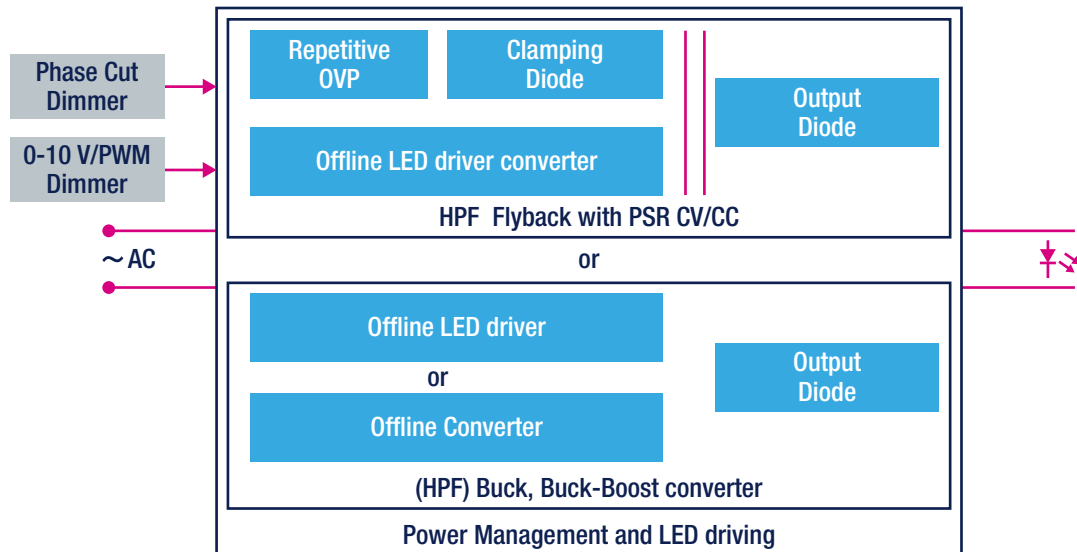 Phase Cut
Dimmer
0-10 V/PWM
Dimmer
~ AC
Repetitive
OVP
Clamping
Diode
Output
Diode
Offline LED driver converter
HPF Flyback with PSR CV/CC
or
Offline LED driver
or
Offline Converter
Output
Diode
(HPF) Buck, Buck-Boost converter
Power Management and LED driving